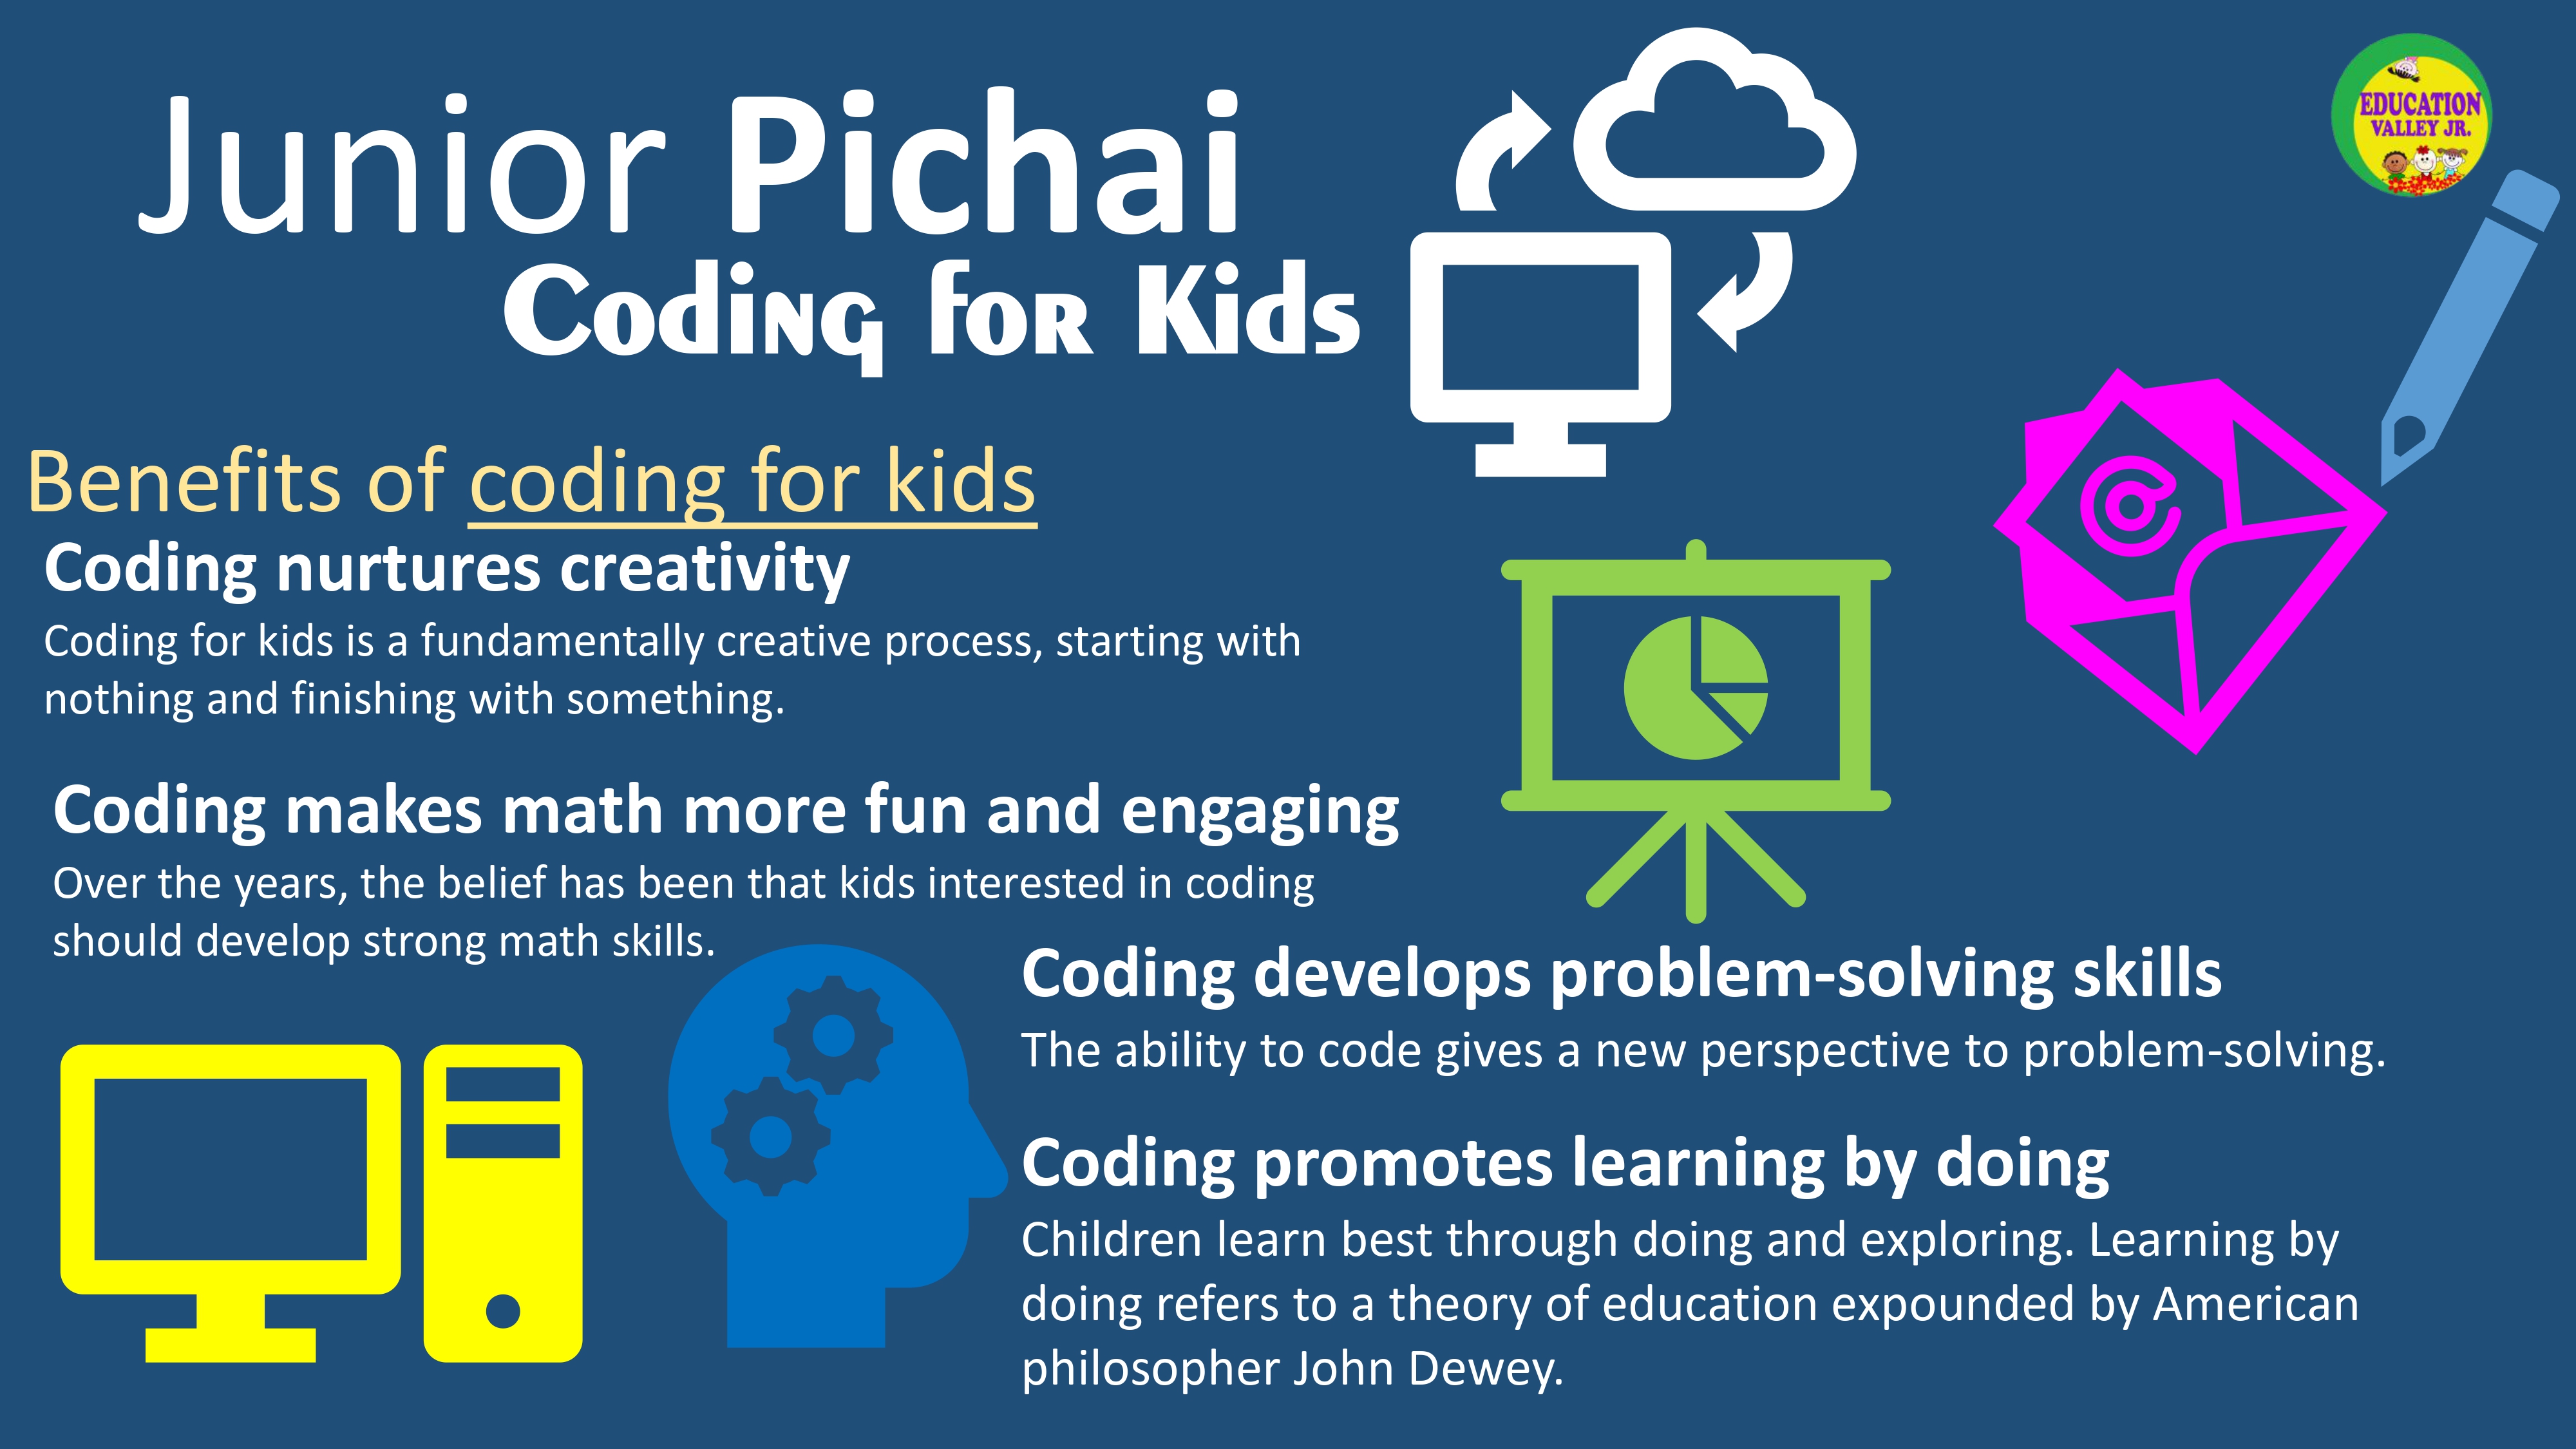 Junior Pichai
Coding for Kids
EDUCATION
VALLEY JR.
Benefits of coding for kids
Coding nurtures creativity
Coding for kids is a fundamentally creative process, starting with
nothing and finishing with something.
Coding makes math more fun and engaging
Over the years, the belief has been that kids interested in coding
should develop strong math skills.
Coding develops problem-solving skills
The ability to code gives a new perspective to problem-solving.
Coding promotes learning by doing
Children learn best through doing and exploring. Learning by
doing refers to a theory of education expounded by American
philosopher John Dewey.
@